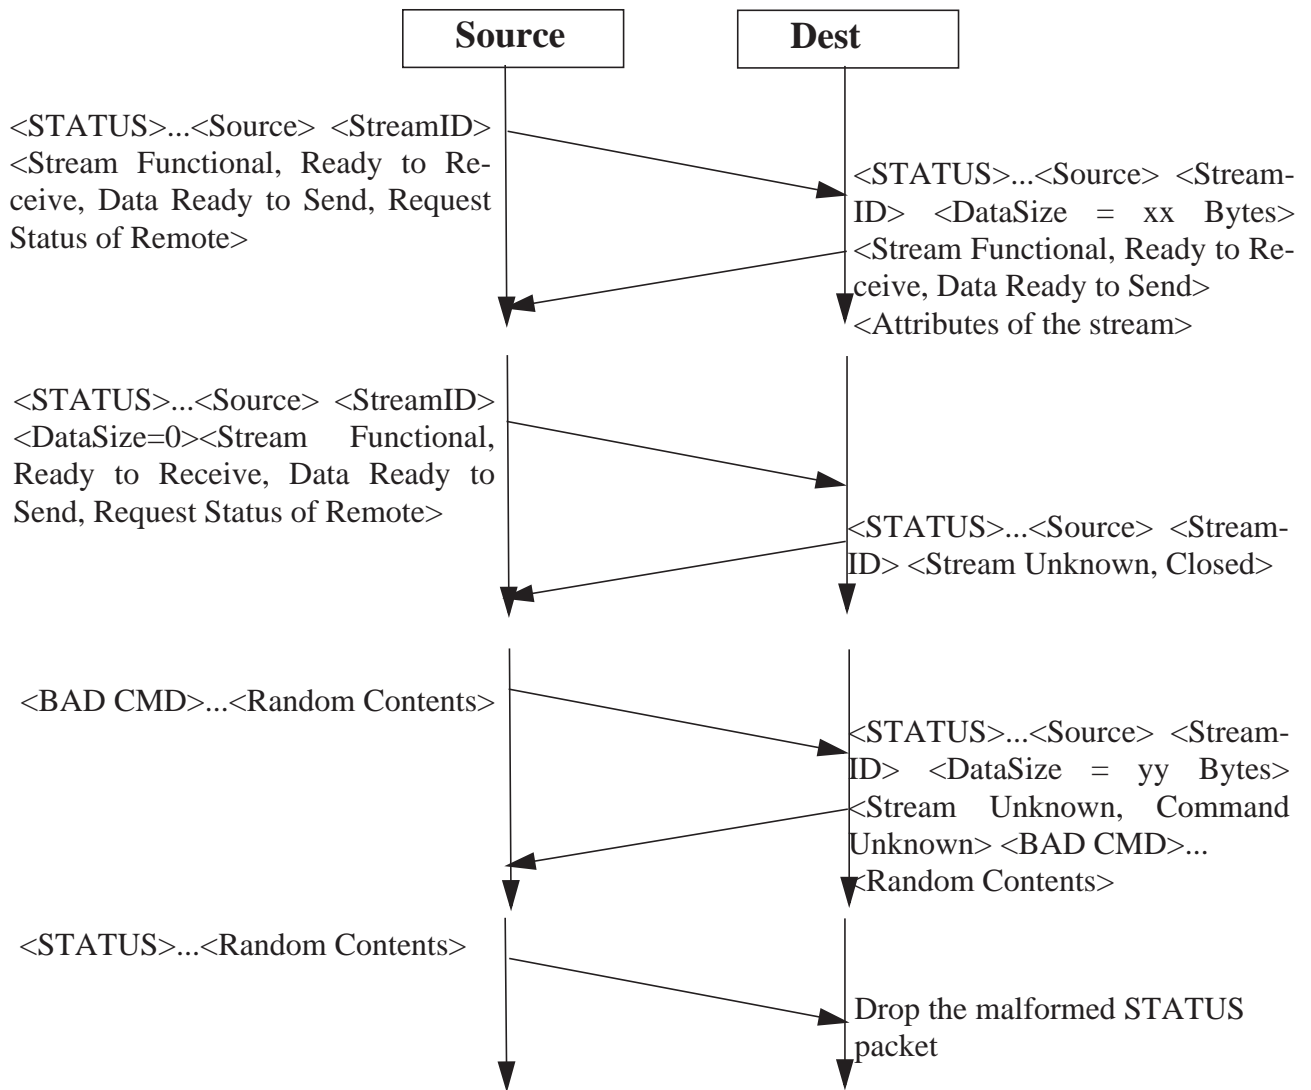 Source
Dest
<STATUS>...<Source> <StreamID>
<Stream Functional, Ready to Re-
ceive, Data Ready to Send, Request
Status of Remote>
<STATUS>...<Source> <Stream-
ID> <DataSize = xx Bytes>
<Stream Functional, Ready to Re-
ceive, Data Ready to Send>
<Attributes of the stream>
<STATUS>...<Source> <StreamID>
<DataSize=0><Stream Functional,
Ready to Receive, Data Ready to
Send, Request Status of Remote>
<STATUS>...<Source> <Stream-
ID> <Stream Unknown, Closed>
<BAD CMD>...<Random Contents>
<STATUS>...<Source> <Stream-
ID> <DataSize = yy Bytes>
<Stream Unknown, Command
Unknown> <BAD CMD>...
<Random Contents>
<STATUS>...<Random Contents>
Drop the malformed STATUS
packet